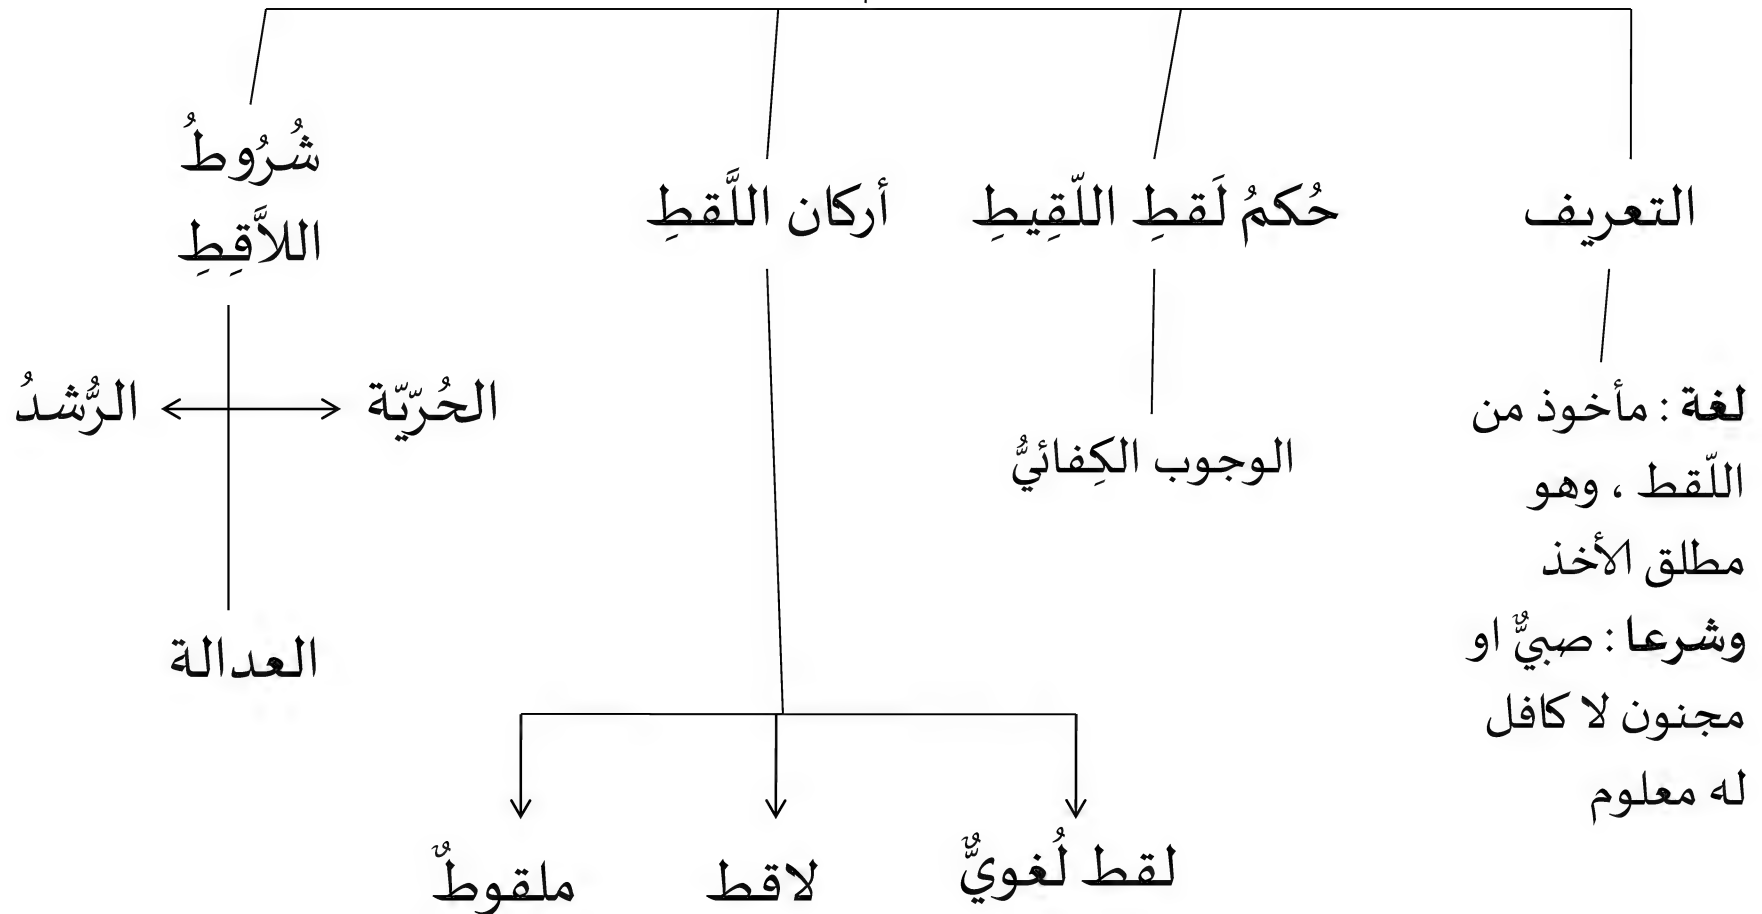 التعريف
لغة : مأخوذ من
اللّقط ، وهو
مطلق الأخذ
وشرعا : صبيٌّ او
مجنون لا كافل
له معلوم
حُكمُ لَقطِ اللّقِيطِ
الوجوب الكِفائيُّ
أركان اللَّقطِ
لقط لُغويٌّ
لاقط
ملقوطٌ
شُرُوطُ
اللاَّقِطِ
الحُرّيّة
الرُّشدُ
العدالة